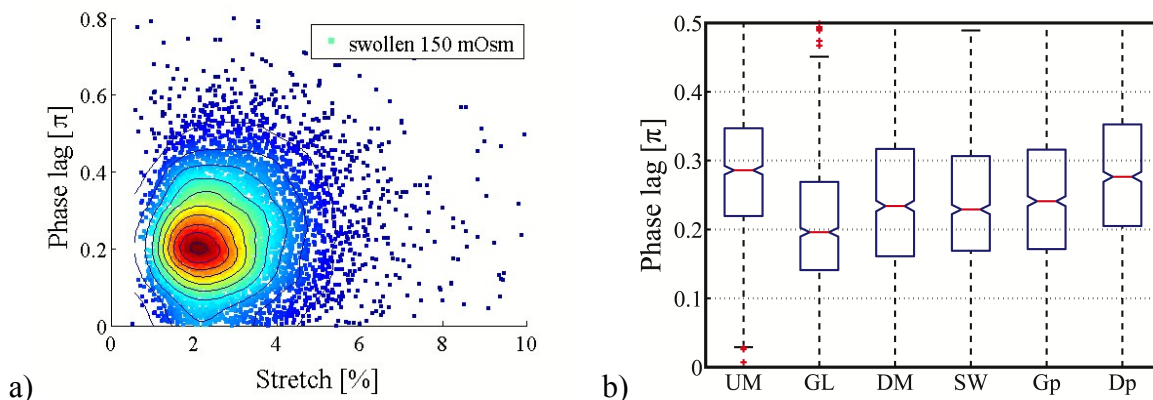 0.8
0.6
0.4
0.2
0
Phase lag [ π ]
swollen 150 mOsm
0 2 4 6 8 10
Stretch [%]
a)
0.5
0.4
0.3
0.2
0.1
0
Phase lag [π]
UM GL DM SW Gp Dp
b)